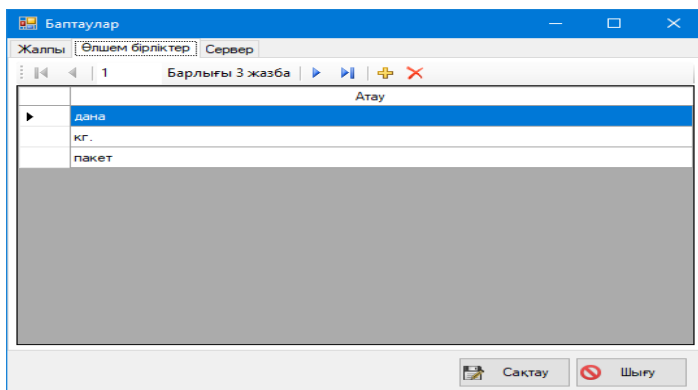 Баптаулар
Жалпы Өлшем бірліктер Сервер
1 Барлығы 3 жазба
Атау
дана
кг.
пакет
Сақтау Шығу